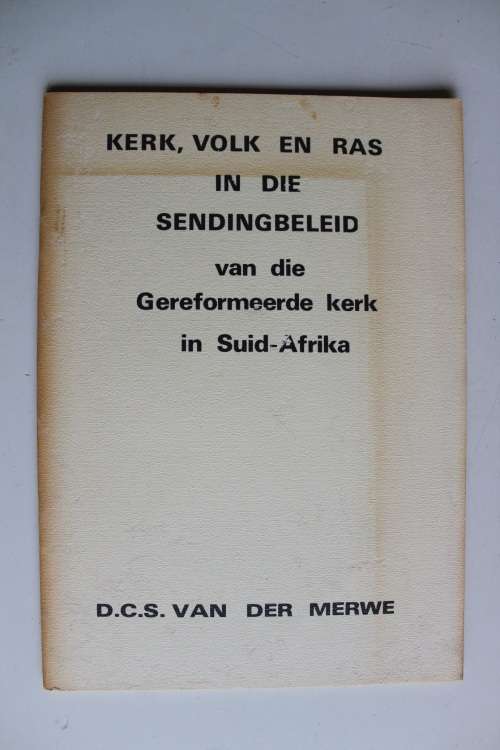 KERK, VOLK EN RAS
IN DIE
SENDINGBELEID
van die
Gereformeerde kerk
in Suid-Afrika
D.C.S. VAN DER MERWE